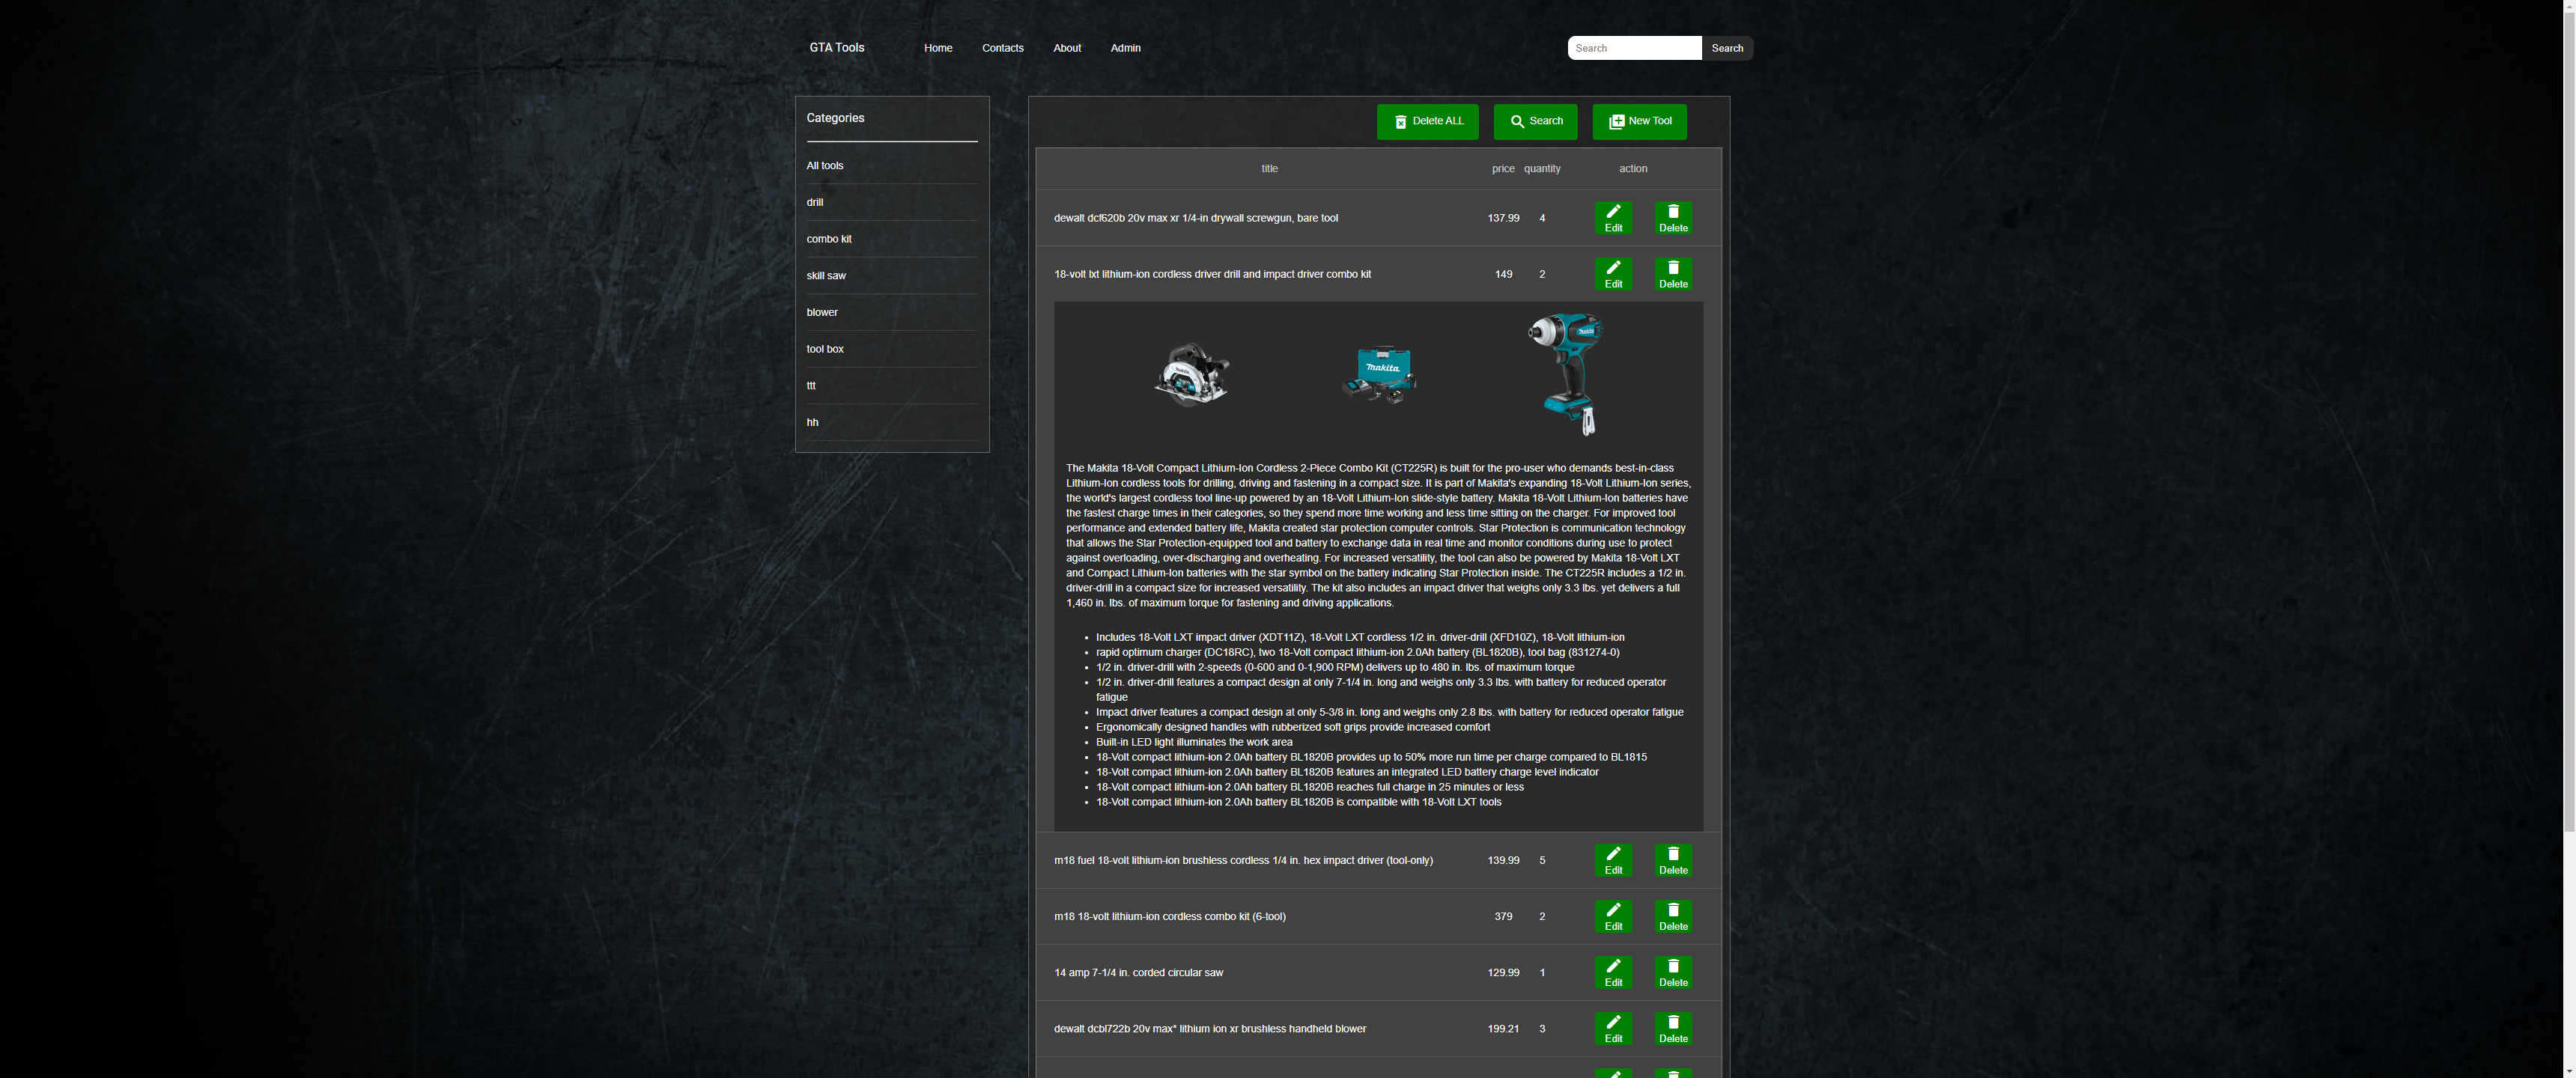 GTA Tools
Home
Contacts
About
Admin
Search
Search
Categories
All tools
drill
combo kit
skill saw
blower
tool box
ttt
hh
Delete ALL
Search
New Tool
title price quantity action
dewalt dcf620b 20v max xr 1/4-in drywall screwgun, bare tool 137.99 4 Edit Delete
18-volt lxt lithium-ion cordless driver drill and impact driver combo kit 149 2 Edit Delete
makita
The Makita 18-Volt Compact Lithium-Ion Cordless 2-Piece Combo Kit (CT225R) is built for the pro-user who demands best-in-class
Lithium-Ion cordless tools for drilling, driving and fastening in a compact size. It is part of Makita's expanding 18-Volt Lithium-Ion series,
the world's largest cordless tool line-up powered by an 18-Volt Lithium-Ion slide-style battery. Makita 18-Volt Lithium-Ion batteries have
the fastest charge times in their categories, so they spend more time working and less time sitting on the charger. For improved tool
performance and extended battery life, Makita created star protection computer controls. Star Protection is communication technology
that allows the Star Protection-equipped tool and battery to exchange data in real time and monitor conditions during use to protect
against overloading, over-discharging and overheating. For increased versatility, the tool can also be powered by Makita 18-Volt LXT
and Compact Lithium-Ion batteries with the star symbol on the battery indicating Star Protection inside. The CT225R includes a 1/2 in.
driver-drill in a compact size for increased versatility. The kit also includes an impact driver that weighs only 3.3 lbs. yet delivers a full
1,460 in. lbs. of maximum torque for fastening and driving applications.
• Includes 18-Volt LXT impact driver (XDT11Z), 18-Volt LXT cordless 1/2 in. driver-drill (XFD10Z), 18-Volt lithium-ion
• rapid optimum charger (DC18RC), two 18-Volt compact lithium-ion 2.0Ah battery (BL1820B), tool bag (831274-0)
• 1/2 in. driver-drill with 2-speeds (0-600 and 0-1,900 RPM) delivers up to 480 in. lbs. of maximum torque
• 1/2 in. driver-drill features a compact design at only 7-1/4 in. long and weighs only 3.3 lbs. with battery for reduced operator
fatigue
• Impact driver features a compact design at only 5-3/8 in. long and weighs only 2.8 lbs. with battery for reduced operator fatigue
• Ergonomically designed handles with rubberized soft grips provide increased comfort
• Built-in LED light illuminates the work area
• 18-Volt compact lithium-ion 2.0Ah battery BL1820B provides up to 50% more run time per charge compared to BL1815
• 18-Volt compact lithium-ion 2.0Ah battery BL1820B features an integrated LED battery charge level indicator
• 18-Volt compact lithium-ion 2.0Ah battery BL1820B reaches full charge in 25 minutes or less
• 18-Volt compact lithium-ion 2.0Ah battery BL1820B is compatible with 18-Volt LXT tools
m18 fuel 18-volt lithium-ion brushless cordless 1/4 in. hex impact driver (tool-only) 139.99 5 Edit Delete
m18 18-volt lithium-ion cordless combo kit (6-tool) 379 2 Edit Delete
14 amp 7-1/4 in. corded circular saw 129.99 1 Edit Delete
dewalt dcbl722b 20v max* lithium ion xr brushless handheld blower 199.21 3 Edit Delete